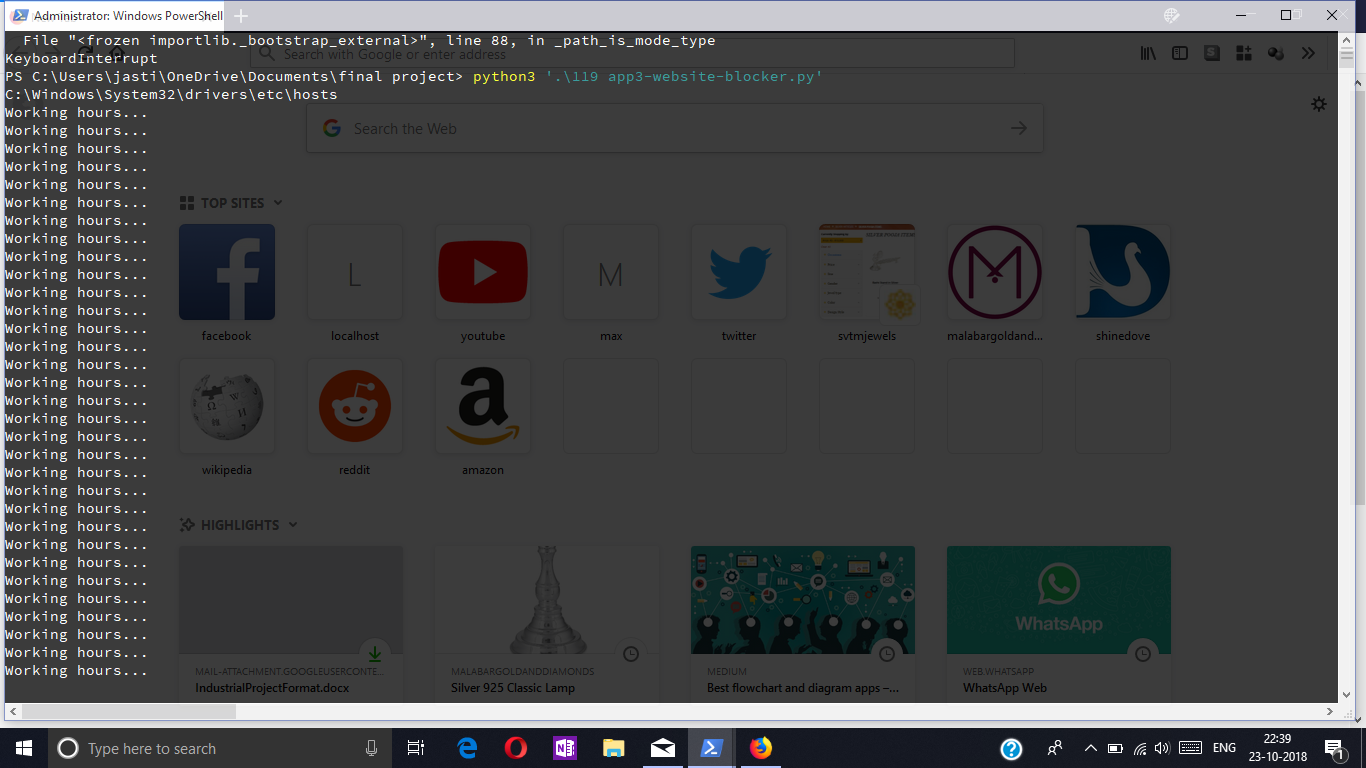 Administrator: Windows PowerShell
File "<frozen importlib._bootstrap_external>", line 88, in _path_is_mode_type
KeyboardInterrupt
Search with Google or enter address
PS C:\Users\jasti\OneDrive\Documents\final project> python3 '.\119 app3-website-blocker.py'
C:\Windows\System32\drivers\etc\hosts
Working hours...
Working hours... Search the Web
Working hours...
Working hours...
Working hours...
Working hours... TOP SITES
Working hours...
Working hours...
Working hours...
Working hours... L M
Working hours...
Working hours...
Working hours... facebook localhost youtube max twitter svtmjewels malabargoldand... shinedove
Working hours...
Working hours...
Working hours...
Working hours...
Working hours...
Working hours...
Working hours...
Working hours... wikipedia reddit amazon
Working hours...
Working hours...
Working hours... HIGHLIGHTS
Working hours...
Working hours...
Working hours...
Working hours...
Working hours... WhatsApp
Working hours...
Working hours...
Working hours... MAIL-ATTACHMENT.GOOGLEUSERCONTE... MALABARGOLDANDDIAMONDS MEDIUM WEB.WHATSAPP
IndustrialProjectFormat.docx Silver 925 Classic Lamp Best flowchart and diagram apps –... WhatsApp Web
Type here to search ENG 22:39
23-10-2018 1